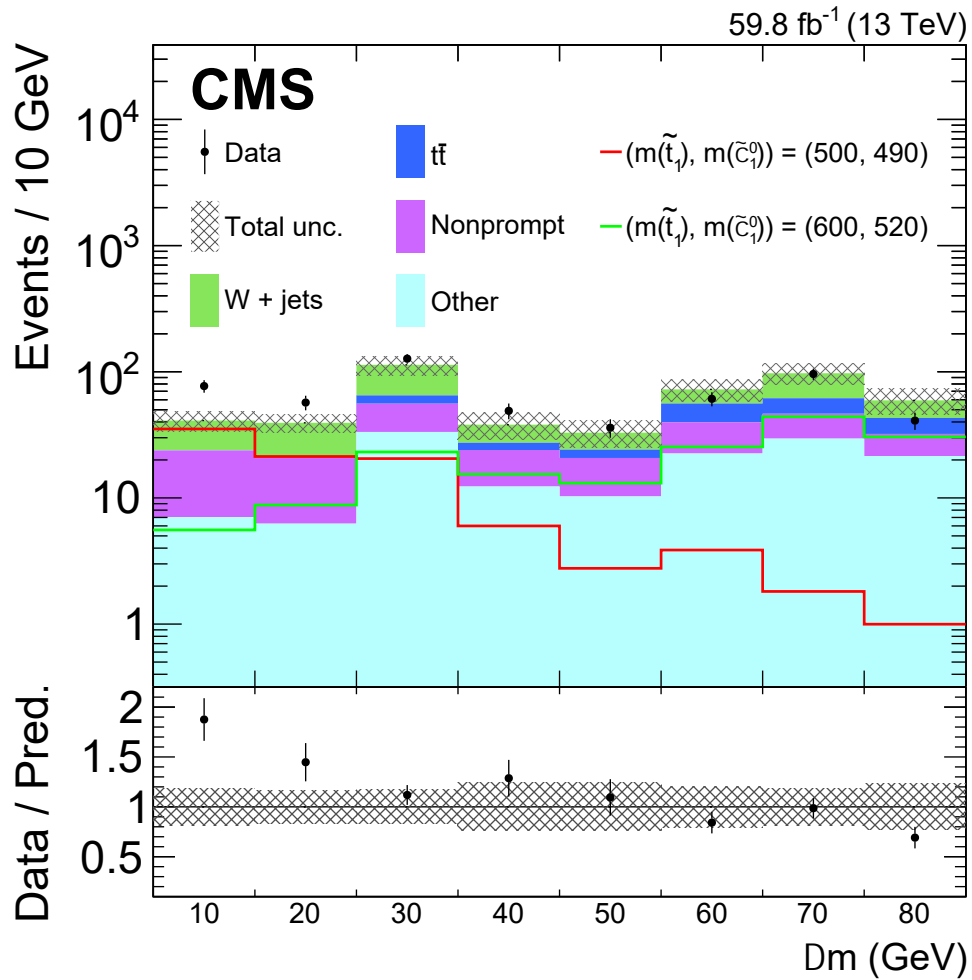 59.8 fb⁻¹ (13 TeV)
CMS
Data
tt̄
(m(t̃₁), m(C̃₁⁰)) = (500, 490)
Total unc.
Nonprompt
(m(t̃₁), m(C̃₁⁰)) = (600, 520)
W + jets
Other
Events / 10 GeV
10⁴
10³
10²
10
1
Data / Pred.
2
1.5
1
0.5
10 20 30 40 50 60 70 80
Dm (GeV)